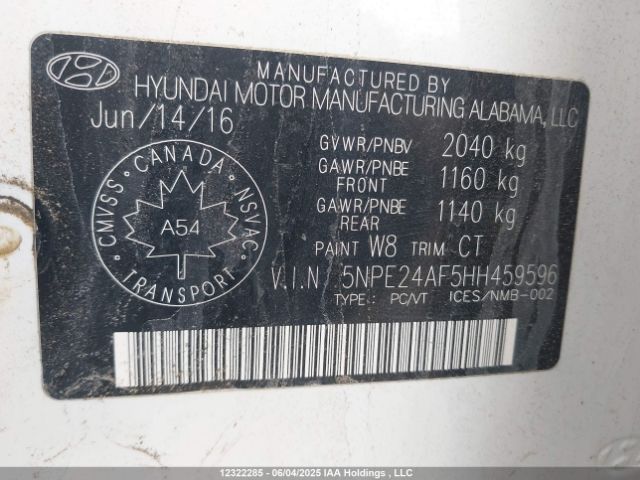 MANUFACTURED BY
HYUNDAI MOTOR MANUFACTURING ALABAMA, LLC
Jun/14/16
GVWR/PNBV 2040 kg
GAWR/PNBE FRONT 1160 kg
GAWR/PNBE REAR 1140 kg
PAINT W8 TRIM CT
V.I.N. 5NPE24AF5HH459596
TYPE: PC/VT ICES/NMB-002
CANADA
CMVSS NSVAC
A54
TRANSPORT
12322285 - 06/04/2025 IAA Holdings , LLC